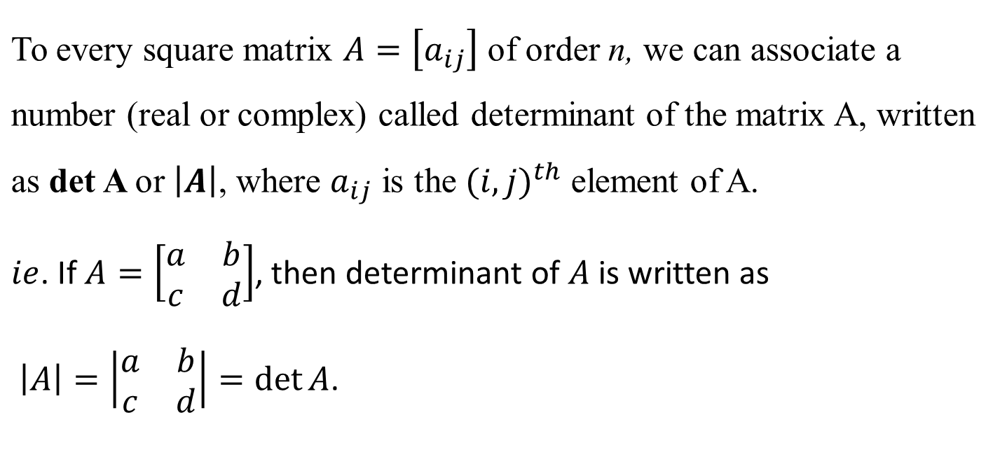 To every square matrix $A = [a_{ij}]$ of order n, we can associate a
number (real or complex) called determinant of the matrix A, written
as **det A** or $|A|$, where $a_{ij}$ is the $(i,j)^{th}$ element of A.
ie. If $A = \begin{bmatrix} a & b \\ c & d \end{bmatrix}$, then determinant of $A$ is written as
$|A| = \begin{vmatrix} a & b \\ c & d \end{vmatrix} = \det A$.